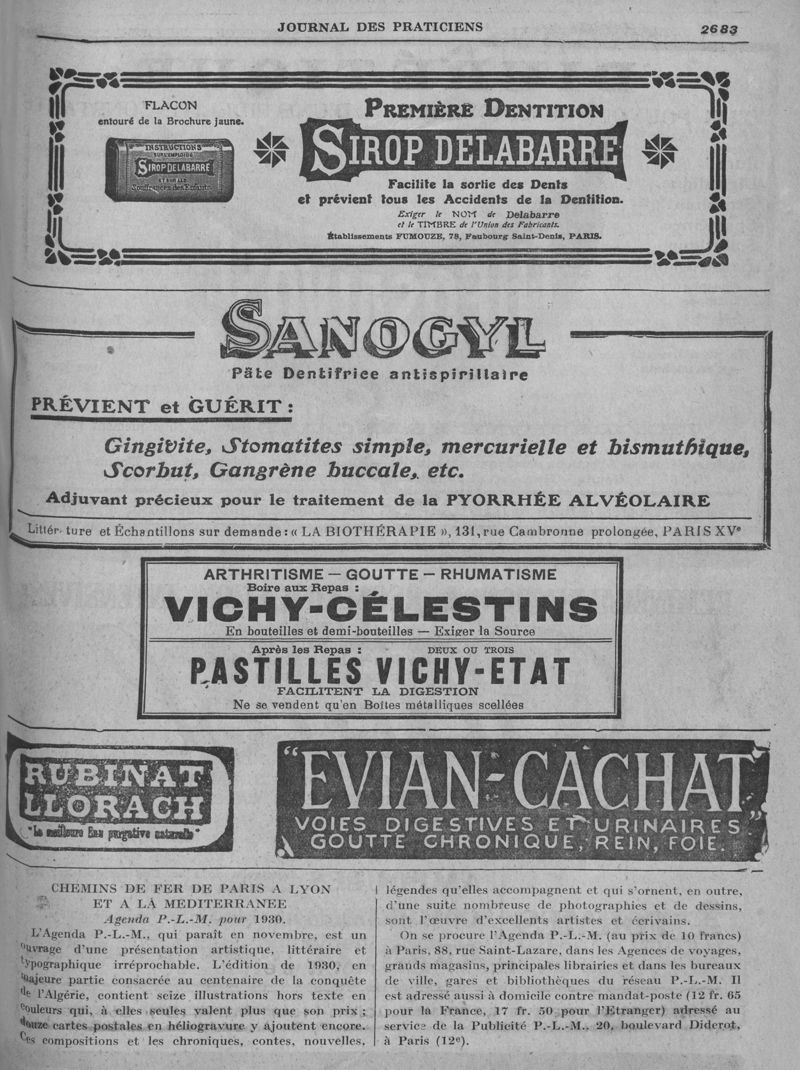 JOURNAL DES PRATICIENS 2683
FLACON
entouré de la Brochure jaune.
INSTRUCTIONS
SUR L'EMPLOI DU
SIROP DELABARRE
ET SUR LES
Souffrances des Enfants
PREMIÈRE DENTITION
SIROP DELABARRE
Facilite la sortie des Dents
et prévient tous les Accidents de la Dentition.
Exiger le NOM de Delabarre
et le TIMBRE de l'Union des Fabricants.
Établissements FUMOUZE, 78, Faubourg Saint-Denis, PARIS.
SANOGYL
Pâte Dentifrice antispirillaire
PRÉVIENT et GUÉRIT :
Gingivite, Stomatites simple, mercurielle et bismuthique,
Scorbut, Gangrène buccale, etc.
Adjuvant précieux pour le traitement de la PYORRHÉE ALVÉOLAIRE
Littér ture et Échantillons sur demande : « LA BIOTHÉRAPIE », 131, rue Cambronne prolongée, PARIS XVe
ARTHRITISME — GOUTTE — RHUMATISME
Boire aux Repas :
VICHY-CÉLESTINS
En bouteilles et demi-bouteilles — Exiger la Source
Après les Repas : DEUX OU TROIS
PASTILLES VICHY-ETAT
FACILITENT LA DIGESTION
Ne se vendent qu'en Boîtes métalliques scellées
RUBINAT
LLORACH
"La meilleure Eau purgative naturelle"
"EVIAN-CACHAT"
VOIES DIGESTIVES ET URINAIRES
GOUTTE CHRONIQUE, REIN, FOIE.
CHEMINS DE FER DE PARIS A LYON
ET A LA MEDITERRANEE
Agenda P.-L.-M. pour 1930.
L'Agenda P.-L.-M., qui paraît en novembre, est un
ouvrage d'une présentation artistique, littéraire et
typographique irréprochable. L'édition de 1930, en
majeure partie consacrée au centenaire de la conquête
de l'Algérie, contient seize illustrations hors texte en
couleurs qui, à elles seules valent plus que son prix ;
douze cartes postales en héliogravure y ajoutent encore.
Ces compositions et les chroniques, contes, nouvelles,
légendes qu'elles accompagnent et qui s'ornent, en outre,
d'une suite nombreuse de photographies et de dessins,
sont l'œuvre d'excellents artistes et écrivains.
On se procure l'Agenda P.-L.-M. (au prix de 10 francs)
à Paris, 88, rue Saint-Lazare, dans les Agences de voyages,
grands magasins, principales librairies et dans les bureaux
de ville, gares et bibliothèques du réseau P.-L.-M. Il
est adressé aussi à domicile contre mandat-poste (12 fr. 65
pour la France, 17 fr. 50 pour l'Etranger) adressé au
service de la Publicité P.-L.-M., 20, boulevard Diderot,
à Paris (12e).